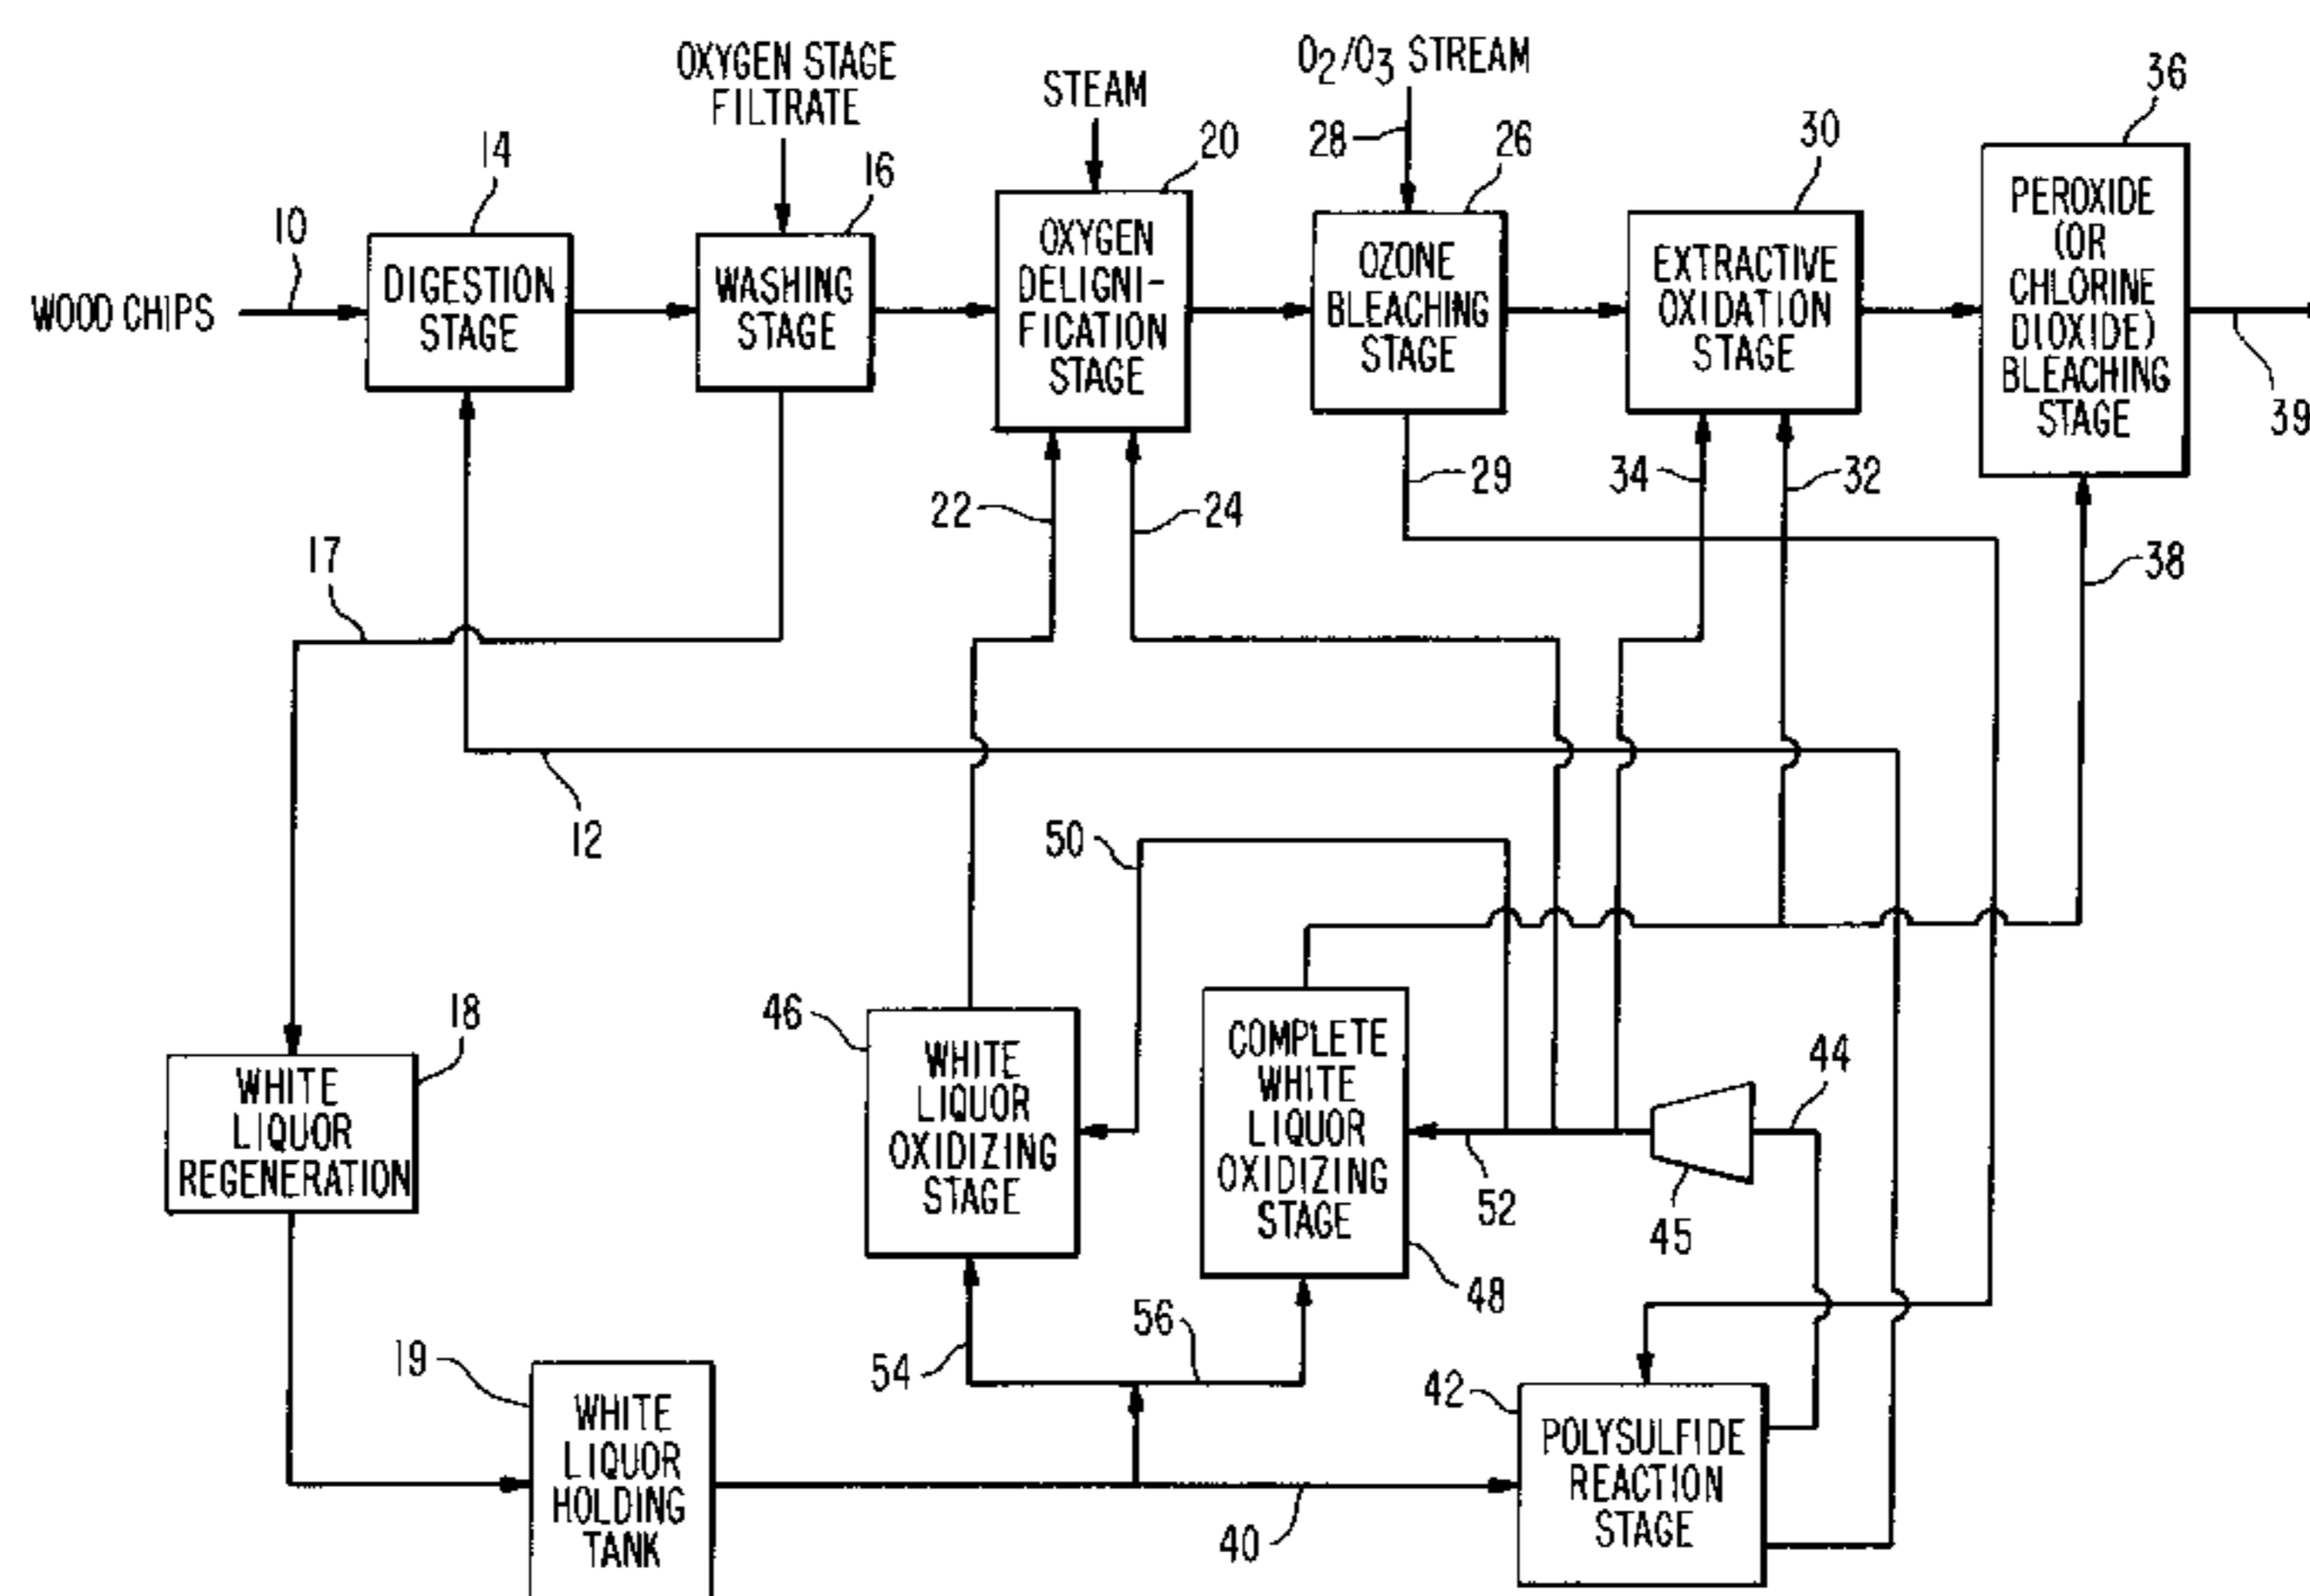 OXYGEN STAGE
FILTRATE
STEAM
O2/O3 STREAM
36
14
16
20
28
26
30
10
WOOD CHIPS
DIGESTION
STAGE
WASHING
STAGE
OXYGEN
DELIGNI-
FICATION
STAGE
OZONE
BLEACHING
STAGE
EXTRACTIVE
OXIDATION
STAGE
PEROXIDE
(OR
CHLORINE
DIOXIDE)
BLEACHING
STAGE
39
22
24
29
34
32
38
17
12
50
46
18
WHITE
LIQUOR
REGENERATION
WHITE
LIQUOR
OXIDIZING
STAGE
COMPLETE
WHITE
LIQUOR
OXIDIZING
STAGE
44
52
45
48
56
54
19
WHITE
LIQUOR
HOLDING
TANK
40
42
POLYSULFIDE
REACTION
STAGE